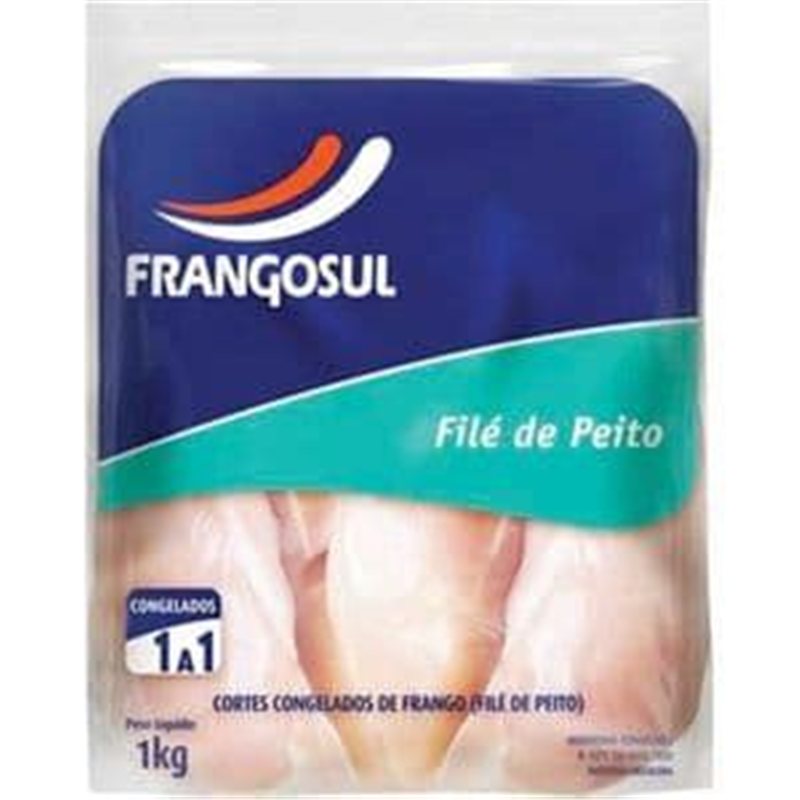 FRANGOSUL
Filé de Peito
CONGELADOS
1A1
CORTES CONGELADOS DE FRANGO (FILÉ DE PEITO)
Peso Líquido:
1kg